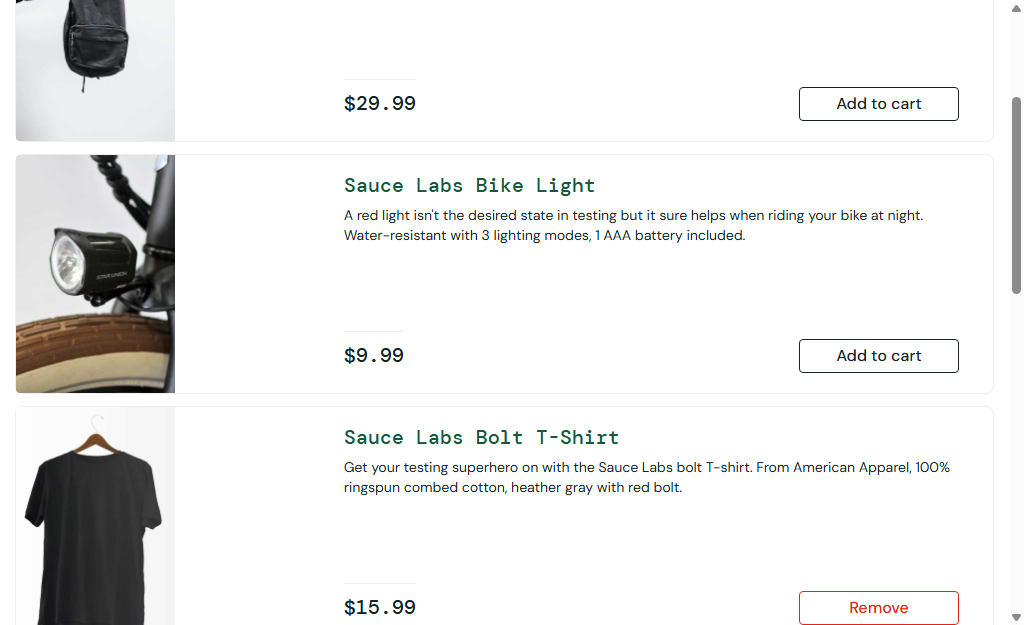 $29.99
Add to cart
Sauce Labs Bike Light
A red light isn't the desired state in testing but it sure helps when riding your bike at night.
Water-resistant with 3 lighting modes, 1 AAA battery included.
$9.99
Add to cart
Sauce Labs Bolt T-Shirt
Get your testing superhero on with the Sauce Labs bolt T-shirt. From American Apparel, 100%
ringspun combed cotton, heather gray with red bolt.
$15.99
Remove